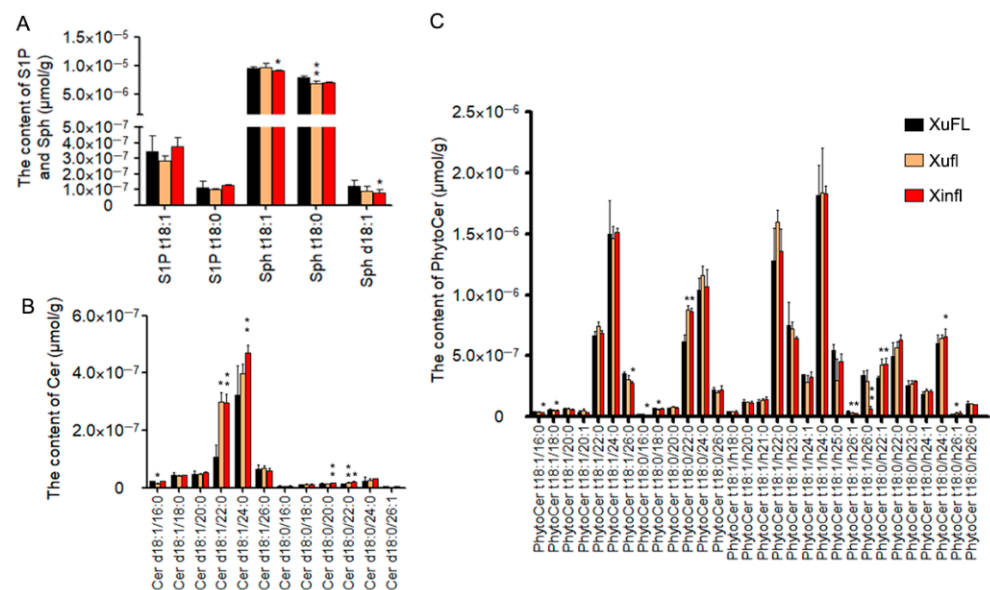 A
The content of S1P
and Sph (μmol/g)
1.5×10⁻⁵
1.0×10⁻⁵
5.0×10⁻⁶
5.0×10⁻⁷
3.0×10⁻⁷
2.0×10⁻⁷
1.0×10⁻⁷
0
*
**
*
S1P t18:1
S1P t18:0
Sph t18:1
Sph t18:0
Sph d18:1
B
The content of Cer (μmol/g)
6.0×10⁻⁷
4.0×10⁻⁷
2.0×10⁻⁷
0
*
**
**
**
**
**
*
Cer d18:1/16:0
Cer d18:1/18:0
Cer d18:1/20:0
Cer d18:1/22:0
Cer d18:1/24:0
Cer d18:1/26:0
Cer d18:0/16:0
Cer d18:0/18:0
Cer d18:0/20:0
Cer d18:0/22:0
Cer d18:0/24:0
Cer d18:0/26:1
C
The content of PhytoCer (μmol/g)
2.5×10⁻⁶
2.0×10⁻⁶
1.5×10⁻⁶
1.0×10⁻⁶
5.0×10⁻⁷
0
XuFL
Xufl
Xinfl
*
*
*
*
*
**
**
**
**
*
*
PhytoCer t18:1/16:0
PhytoCer t18:1/18:0
PhytoCer t18:1/20:0
PhytoCer t18:1/20:1
PhytoCer t18:1/22:0
PhytoCer t18:1/24:0
PhytoCer t18:1/26:0
PhytoCer t18:0/16:0
PhytoCer t18:0/18:0
PhytoCer t18:0/20:0
PhytoCer t18:0/22:0
PhytoCer t18:0/24:0
PhytoCer t18:0/26:0
PhytoCer t18:1/h18:0
PhytoCer t18:1/h20:0
PhytoCer t18:1/h21:0
PhytoCer t18:1/h22:0
PhytoCer t18:1/h23:0
PhytoCer t18:1/h24:1
PhytoCer t18:1/h24:0
PhytoCer t18:1/h25:0
PhytoCer t18:1/h26:1
PhytoCer t18:1/h26:0
PhytoCer t18:0/h22:1
PhytoCer t18:0/h22:0
PhytoCer t18:0/h23:0
PhytoCer t18:0/h24:1
PhytoCer t18:0/h24:0
PhytoCer t18:0/h26:1
PhytoCer t18:0/h26:0